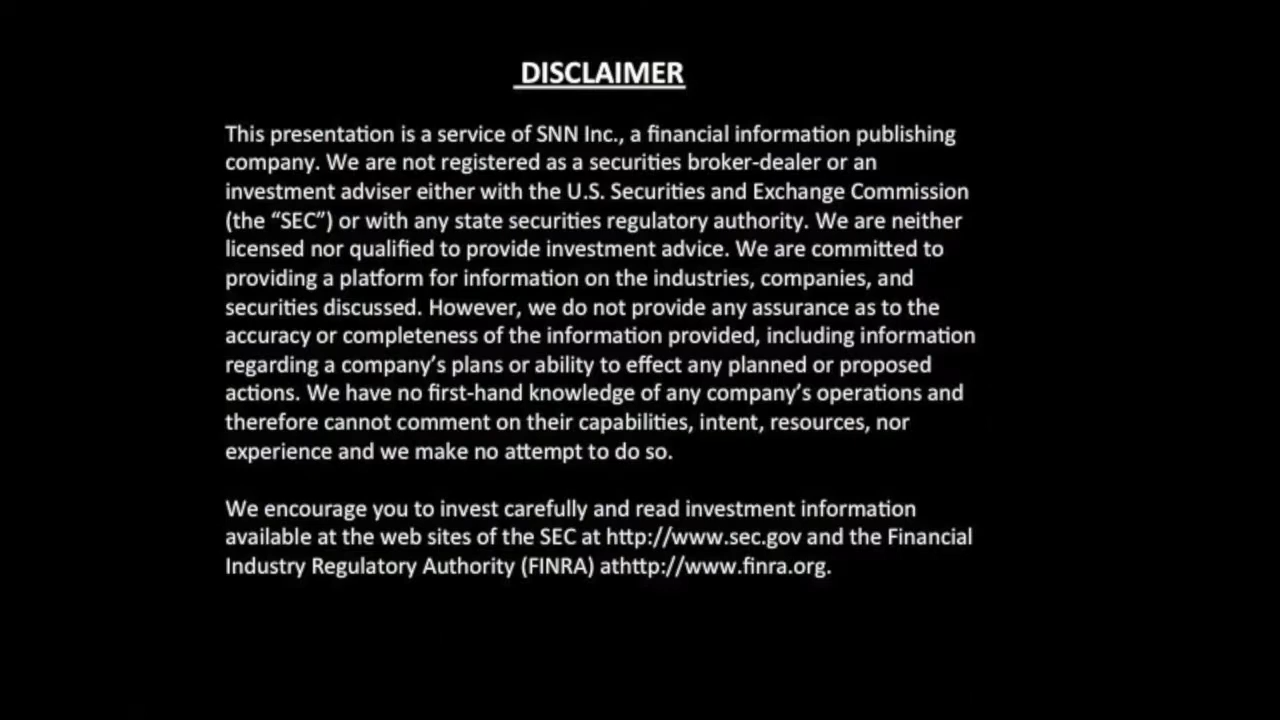 DISCLAIMER
This presentation is a service of SNN Inc., a financial information publishing
company. We are not registered as a securities broker-dealer or an
investment adviser either with the U.S. Securities and Exchange Commission
(the “SEC”) or with any state securities regulatory authority. We are neither
licensed nor qualified to provide investment advice. We are committed to
providing a platform for information on the industries, companies, and
securities discussed. However, we do not provide any assurance as to the
accuracy or completeness of the information provided, including information
regarding a company’s plans or ability to effect any planned or proposed
actions. We have no first-hand knowledge of any company’s operations and
therefore cannot comment on their capabilities, intent, resources, nor
experience and we make no attempt to do so.
We encourage you to invest carefully and read investment information
available at the web sites of the SEC at http://www.sec.gov and the Financial
Industry Regulatory Authority (FINRA) athttp://www.finra.org.